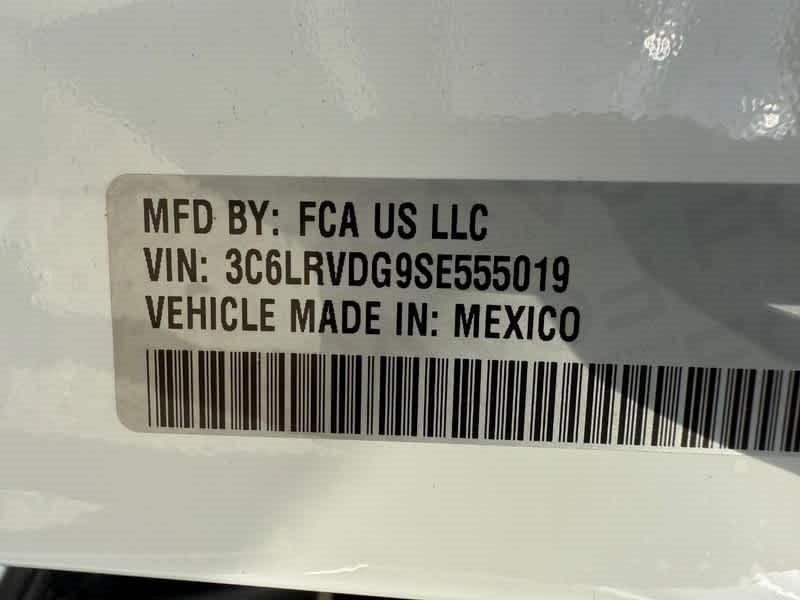 MFD BY: FCA US LLC
VIN: 3C6LRVDG9SE555019
VEHICLE MADE IN: MEXICO